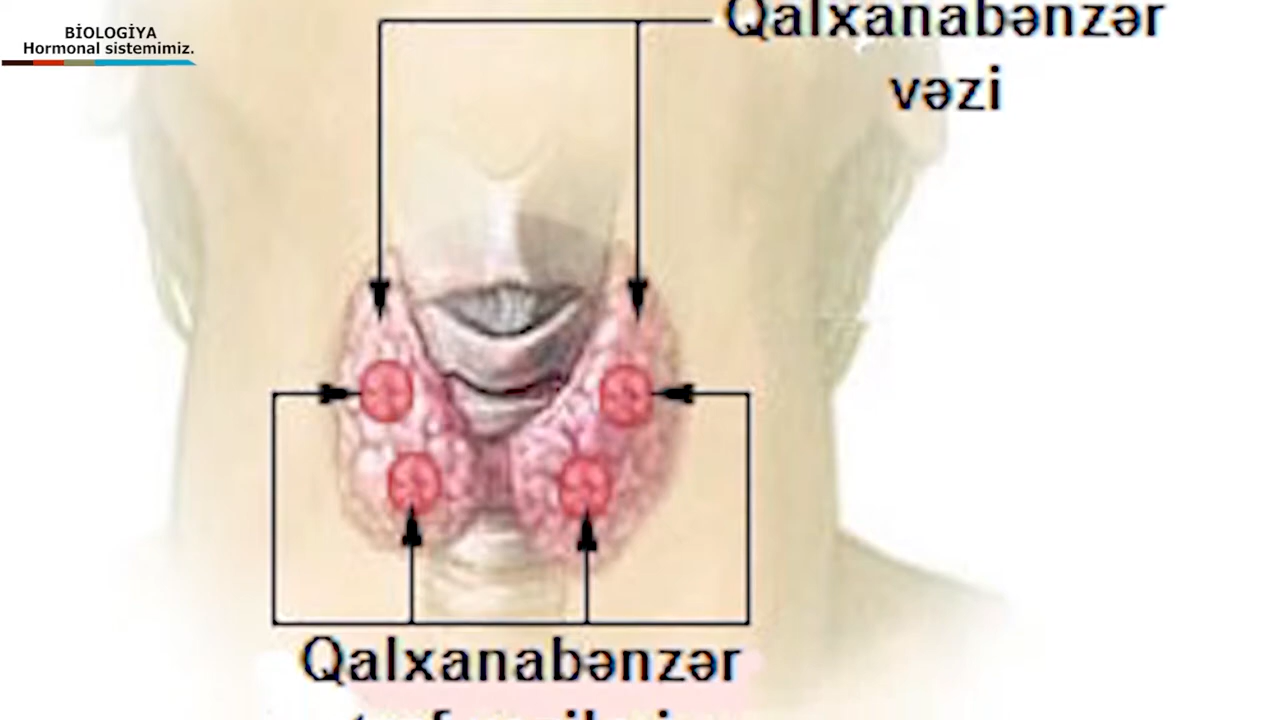 BİOLOGİYA
Hormonal sistemimiz.
Qalxanabənzər
vəzi
Qalxanabənzər